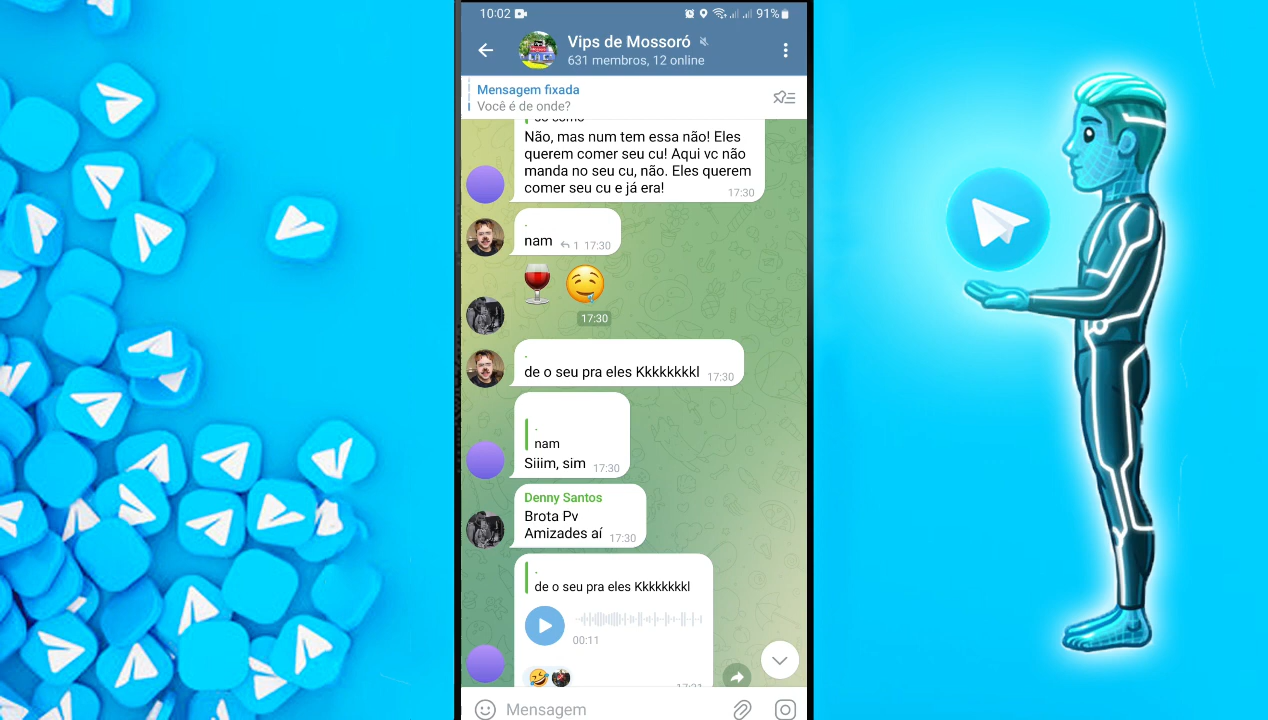 10:02
91%
Vips de Mossoró
631 membros, 12 online
Mensagem fixada
Você é de onde?
Não, mas num tem essa não! Eles
querem comer seu cu! Aqui vc não
manda no seu cu, não. Eles querem
comer seu cu e já era!
17:30
.
nam
1 17:30
17:30
.
de o seu pra eles Kkkkkkkkl
17:30
.
nam
Siiim, sim
17:30
Denny Santos
Brota Pv
Amizades aí
17:30
.
de o seu pra eles Kkkkkkkkl
00:11
Mensagem